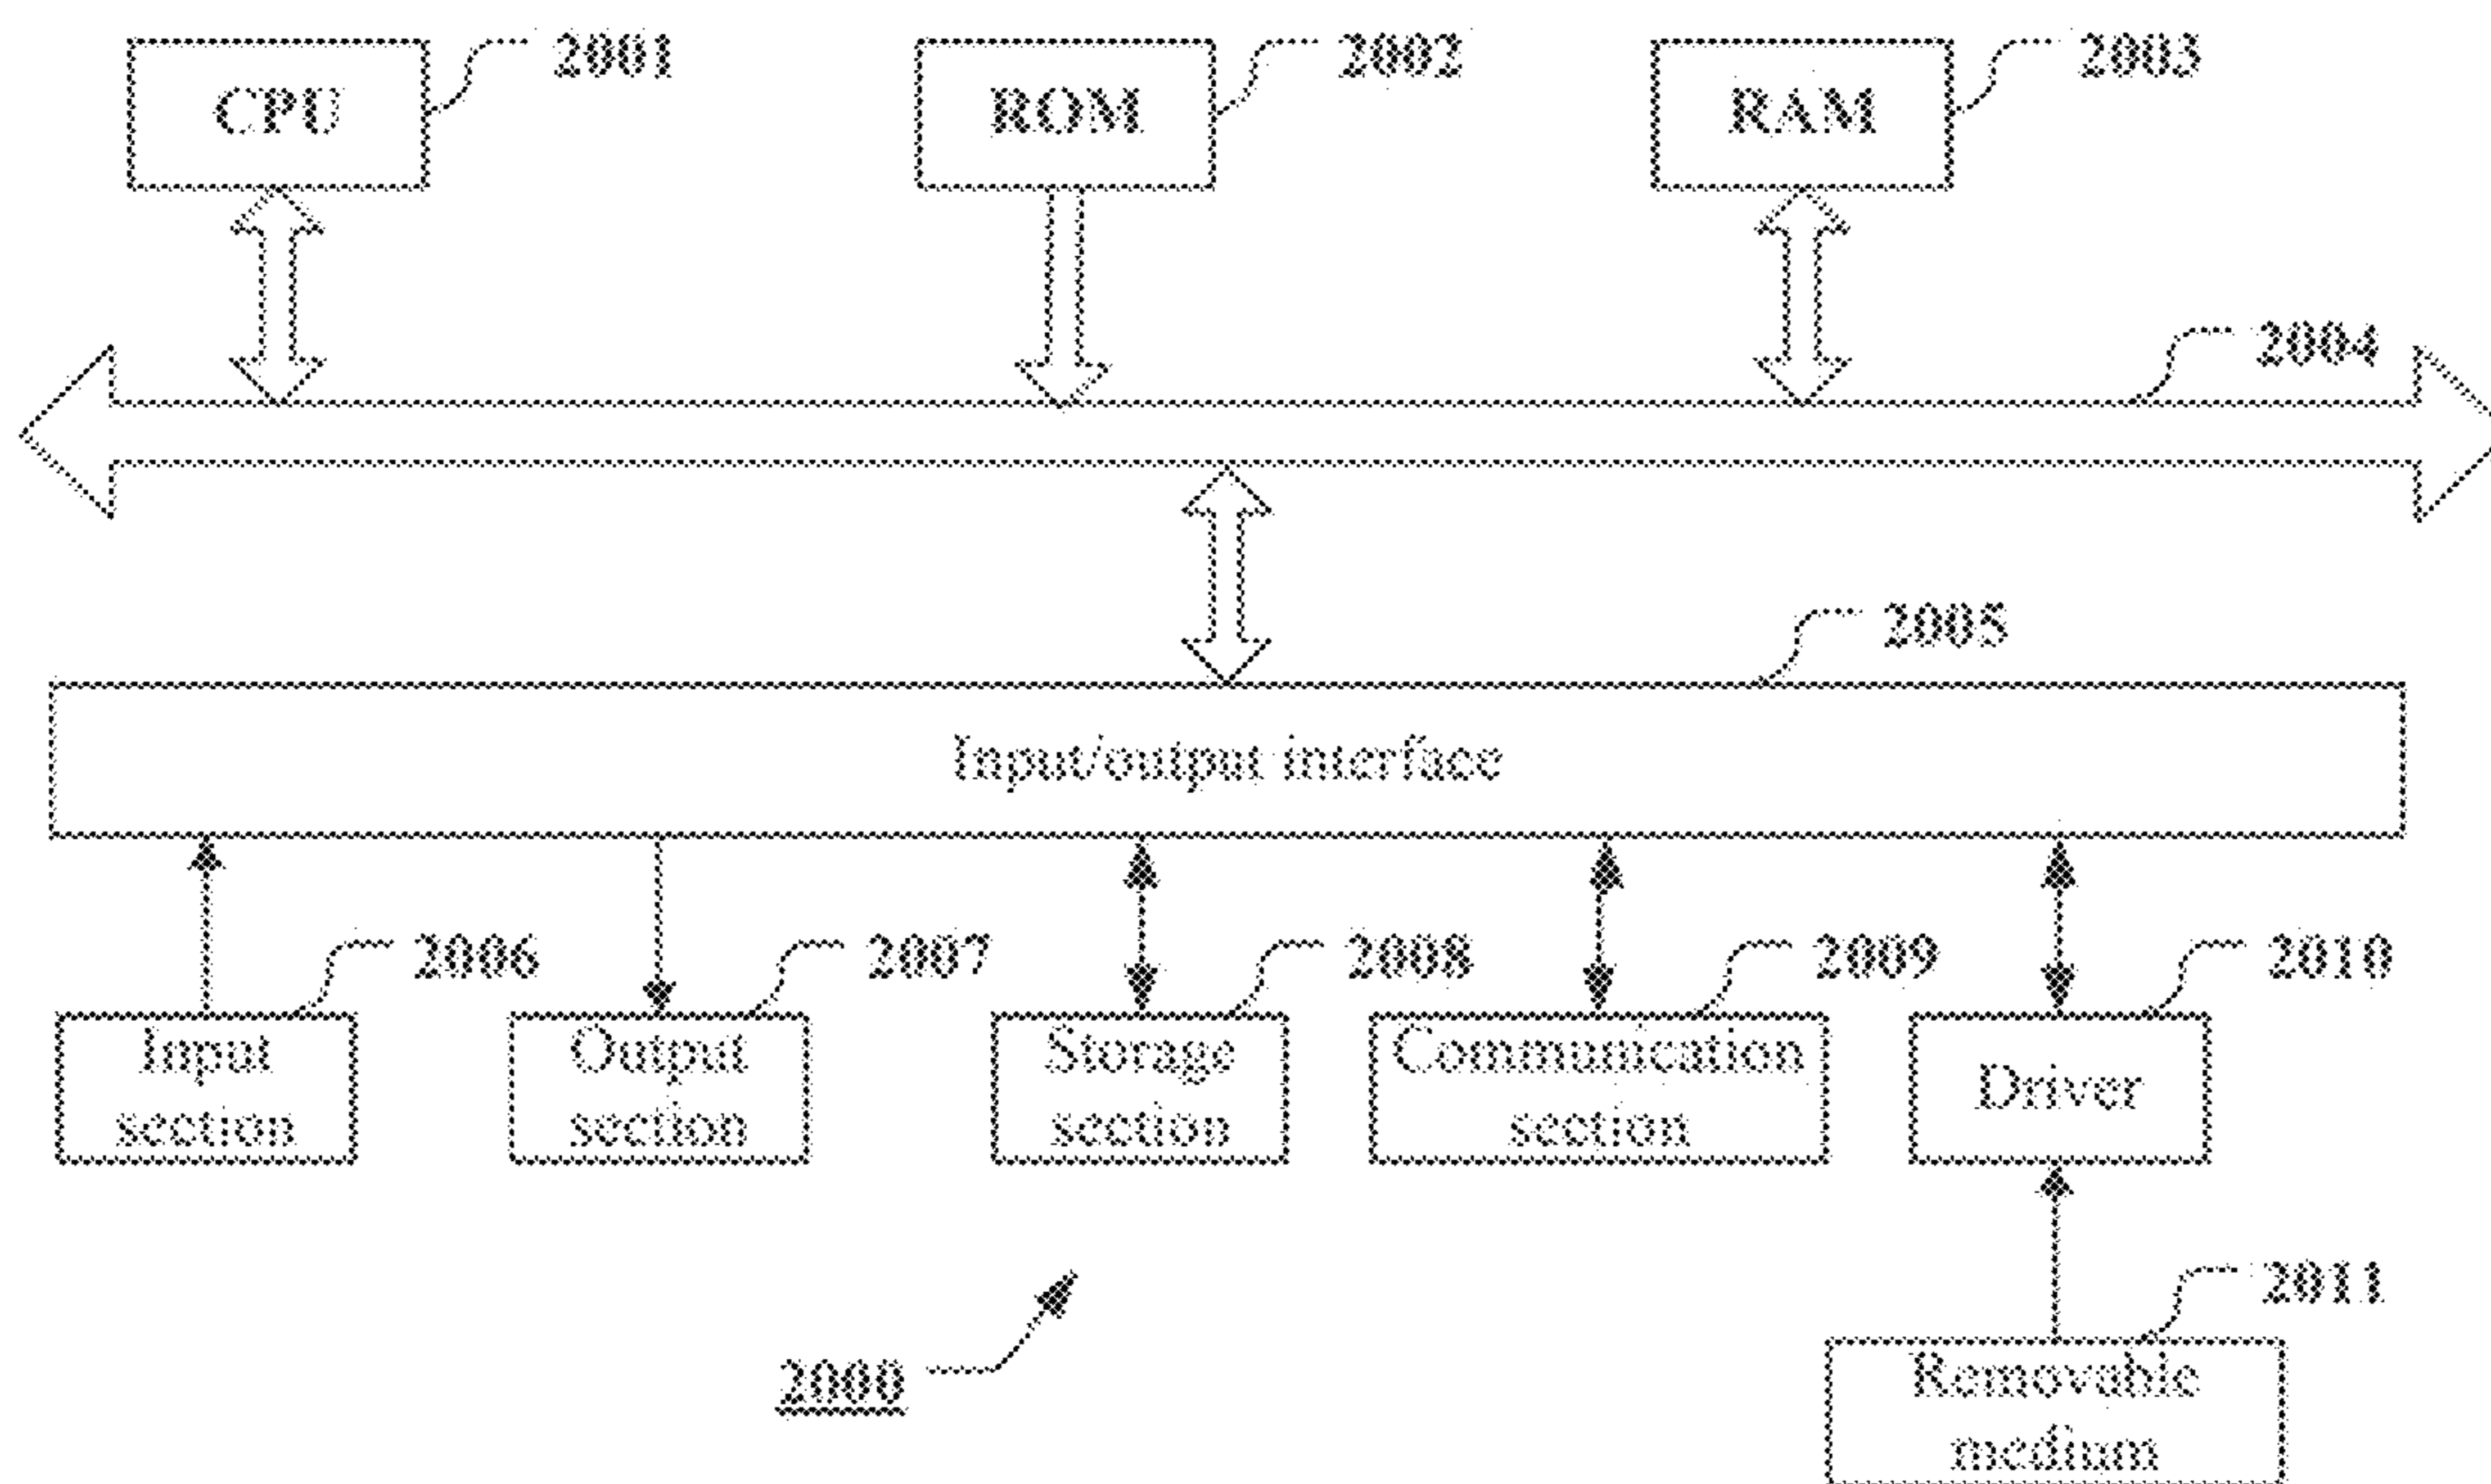 CPU
2001
ROM
2002
RAM
2003
2004
2005
Input/output interface
2006
2007
2008
2009
2010
Input
section
Output
section
Storage
section
Communication
section
Driver
2011
2000
Removable
medium